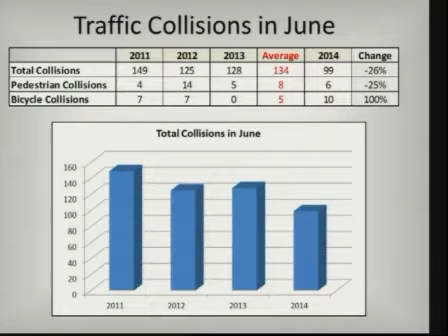 Traffic Collisions in June
2011 2012 2013 Average 2014 Change
Total Collisions 149 125 128 134 99 -26%
Pedestrian Collisions 4 14 5 8 6 -25%
Bicycle Collisions 7 7 0 5 10 100%
Total Collisions in June
160
140
120
100
80
60
40
20
0
2011 2012 2013 2014